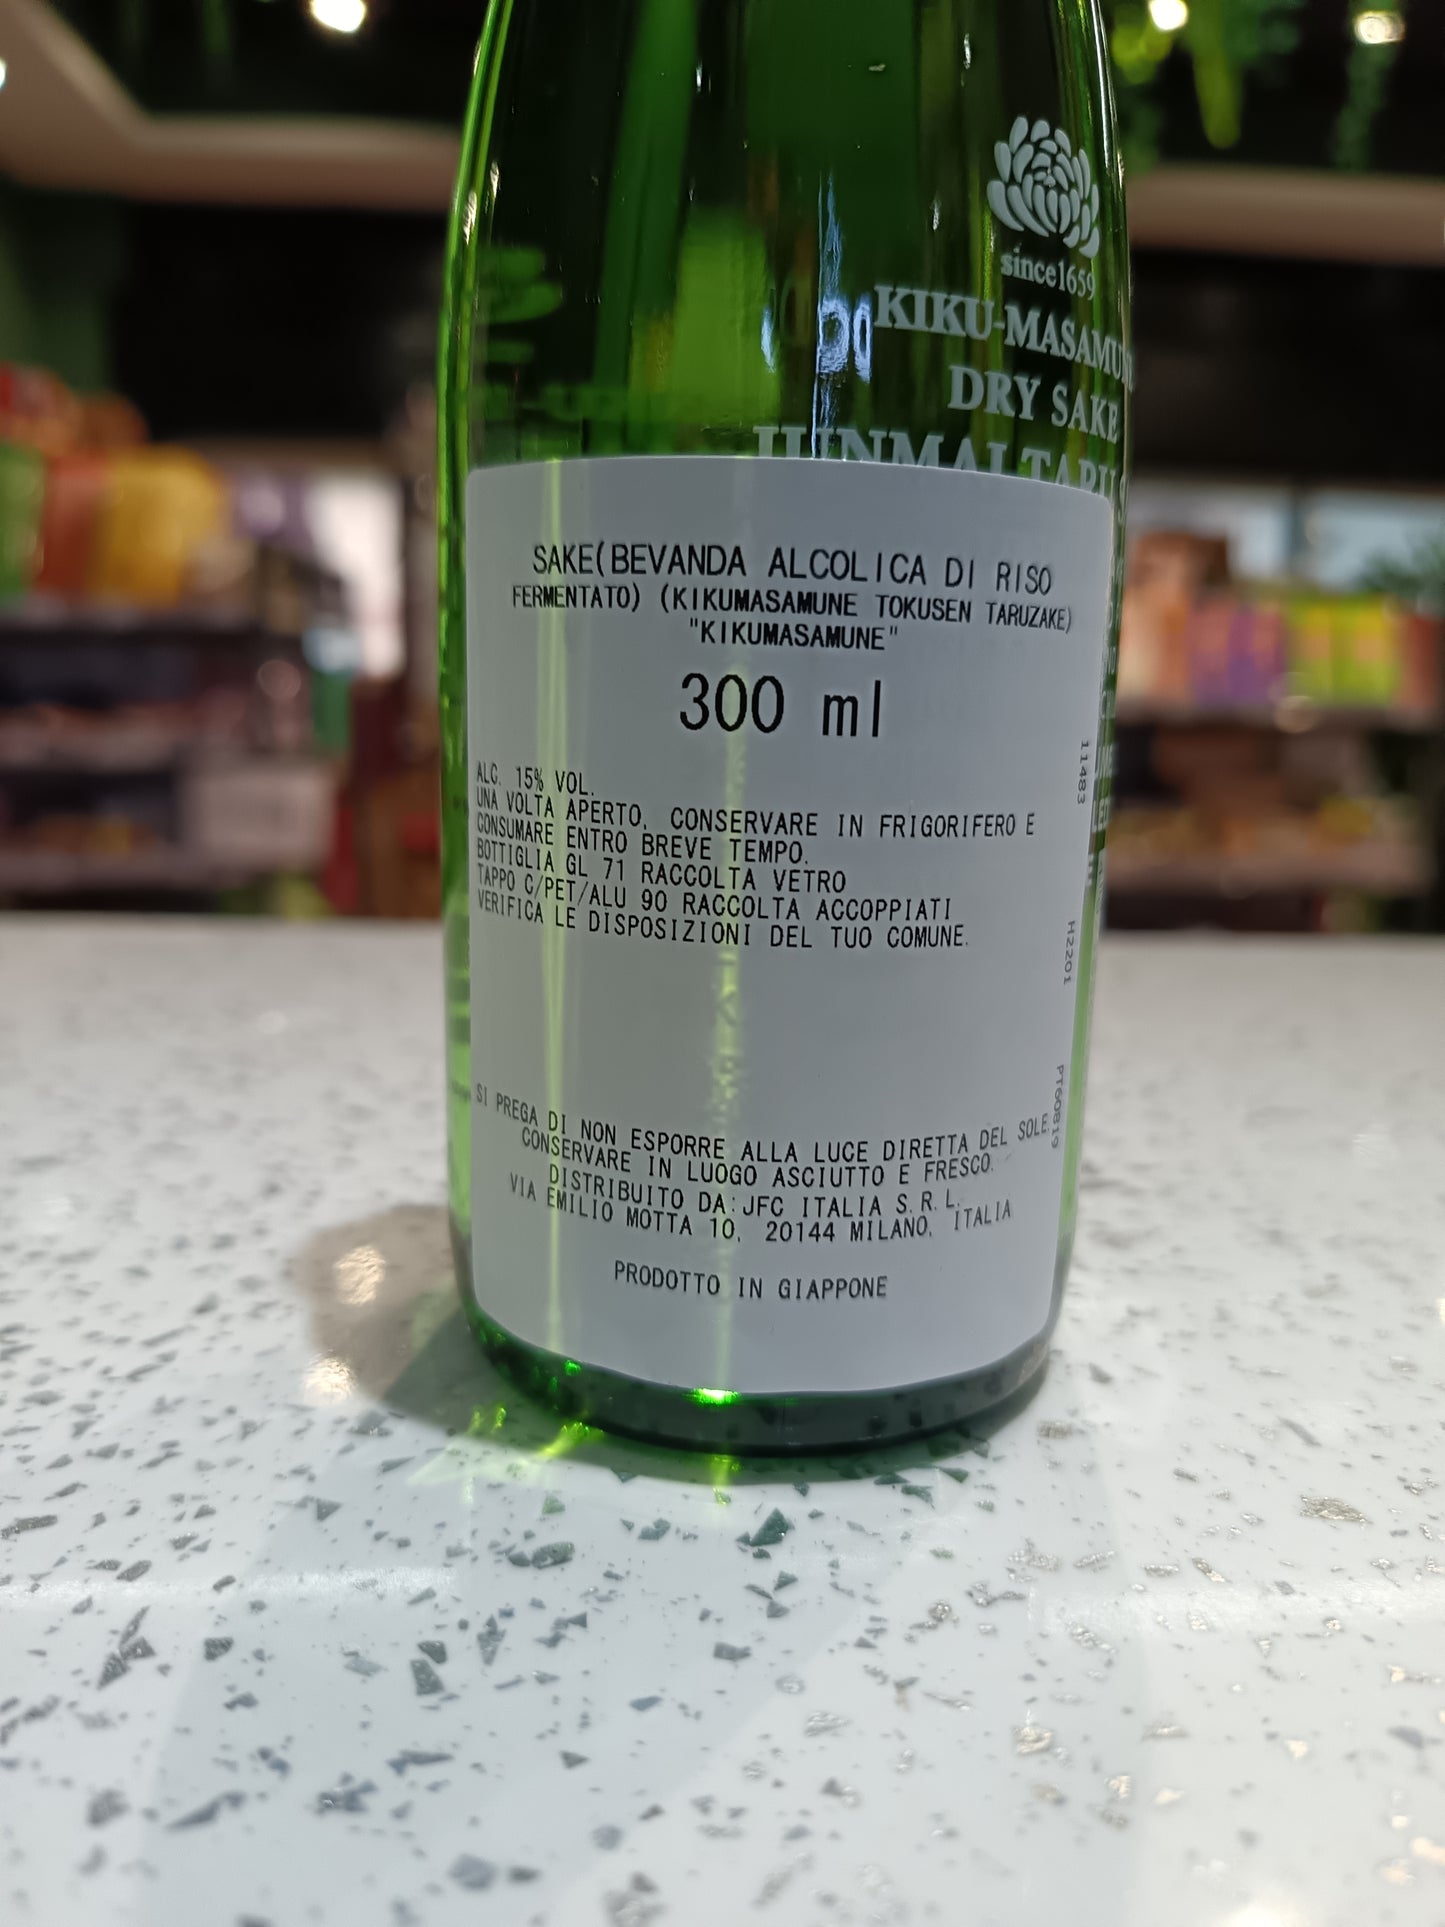 since1659
KIKU-MASAMUNE
DRY SAKE
JUNMAI TARU S
SAKE(BEVANDA ALCOLICA DI RISO
FERMENTATO) (KIKUMASAMUNE TOKUSEN TARUZAKE)
"KIKUMASAMUNE"
300 ml
ALC. 15% VOL.
UNA VOLTA APERTO, CONSERVARE IN FRIGORIFERO E
CONSUMARE ENTRO BREVE TEMPO.
BOTTIGLIA GL 71 RACCOLTA VETRO
TAPPO C/PET/ALU 90 RACCOLTA ACCOPPIATI
VERIFICA LE DISPOSIZIONI DEL TUO COMUNE.
SI PREGA DI NON ESPORRE ALLA LUCE DIRETTA DEL SOLE.
CONSERVARE IN LUOGO ASCIUTTO E FRESCO.
DISTRIBUITO DA:JFC ITALIA S.R.L.
VIA EMILIO MOTTA 10, 20144 MILANO, ITALIA
PRODOTTO IN GIAPPONE
11483
H2201
PT60819